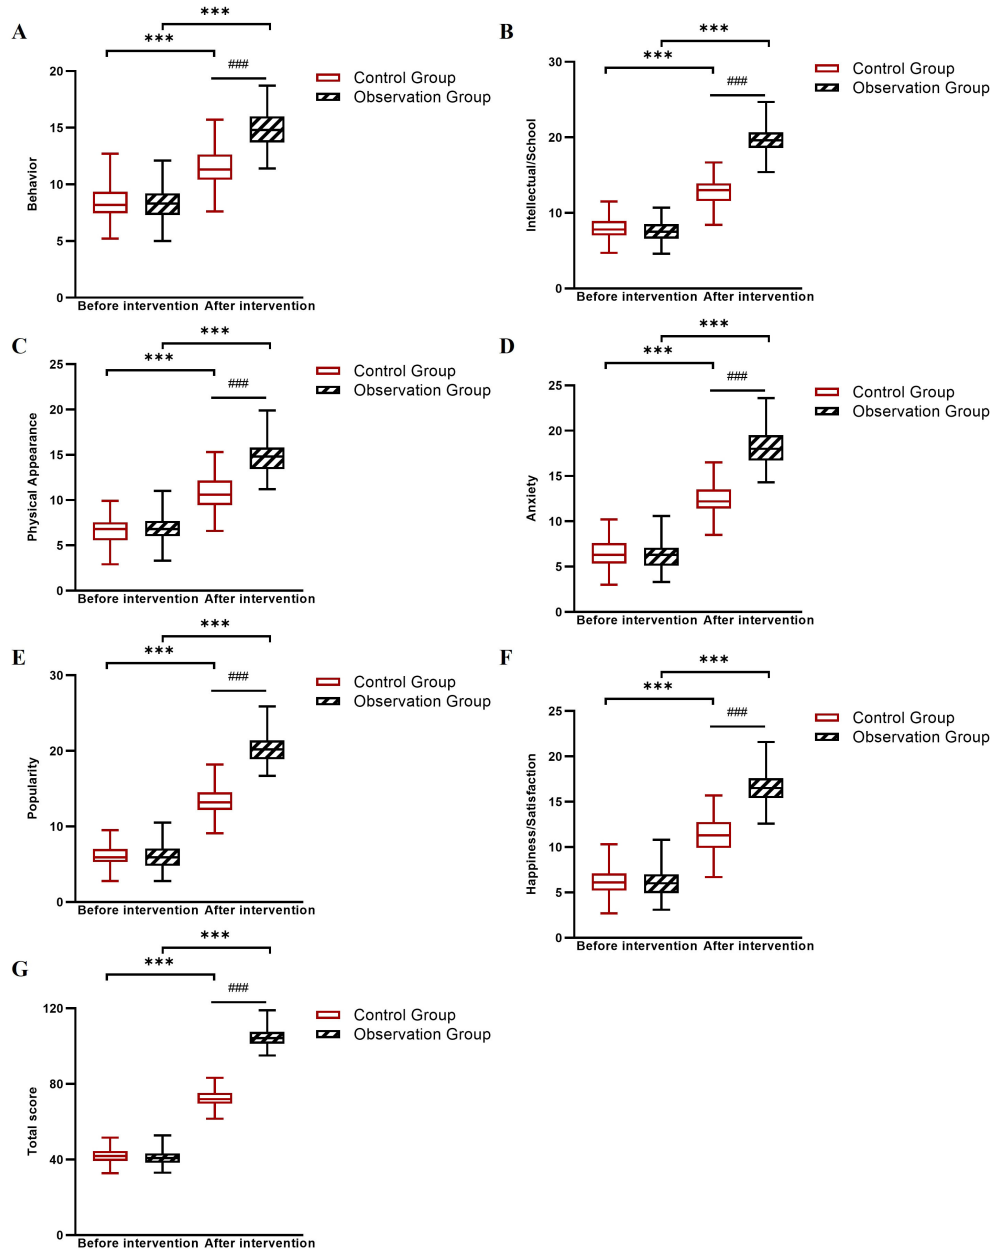 A
***
***
###
Control Group
Observation Group
Behavior
20
15
10
5
0
Before intervention After intervention
B
***
***
###
Control Group
Observation Group
Intellectual/School
30
20
10
0
Before intervention After intervention
C
***
***
###
Control Group
Observation Group
Physical Appearance
25
20
15
10
5
0
Before intervention After intervention
D
***
***
###
Control Group
Observation Group
Anxiety
25
20
15
10
5
0
Before intervention After intervention
E
***
***
###
Control Group
Observation Group
Popularity
30
20
10
0
Before intervention After intervention
F
***
***
###
Control Group
Observation Group
Happiness/Satisfaction
25
20
15
10
5
0
Before intervention After intervention
G
***
***
###
Control Group
Observation Group
Total score
120
80
40
0
Before intervention After intervention